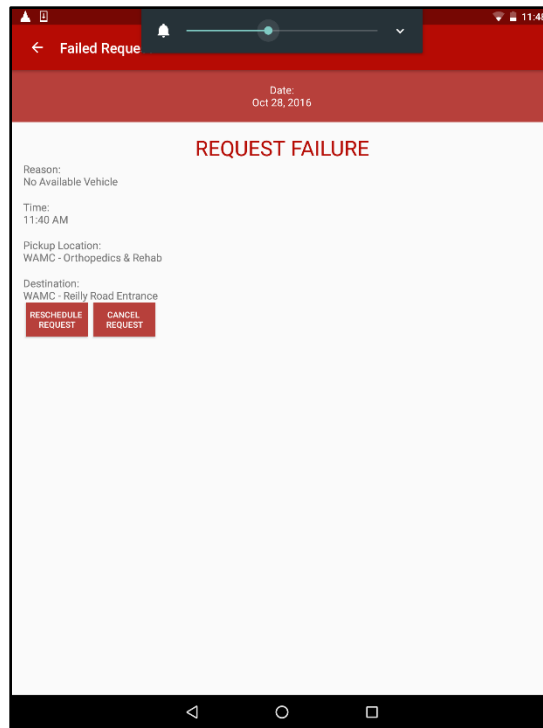 11:48
Failed Reque
Date:
Oct 28, 2016
REQUEST FAILURE
Reason:
No Available Vehicle
Time:
11:40 AM
Pickup Location:
WAMC - Orthopedics & Rehab
Destination:
WAMC - Reilly Road Entrance
RESCHEDULE
REQUEST
CANCEL
REQUEST